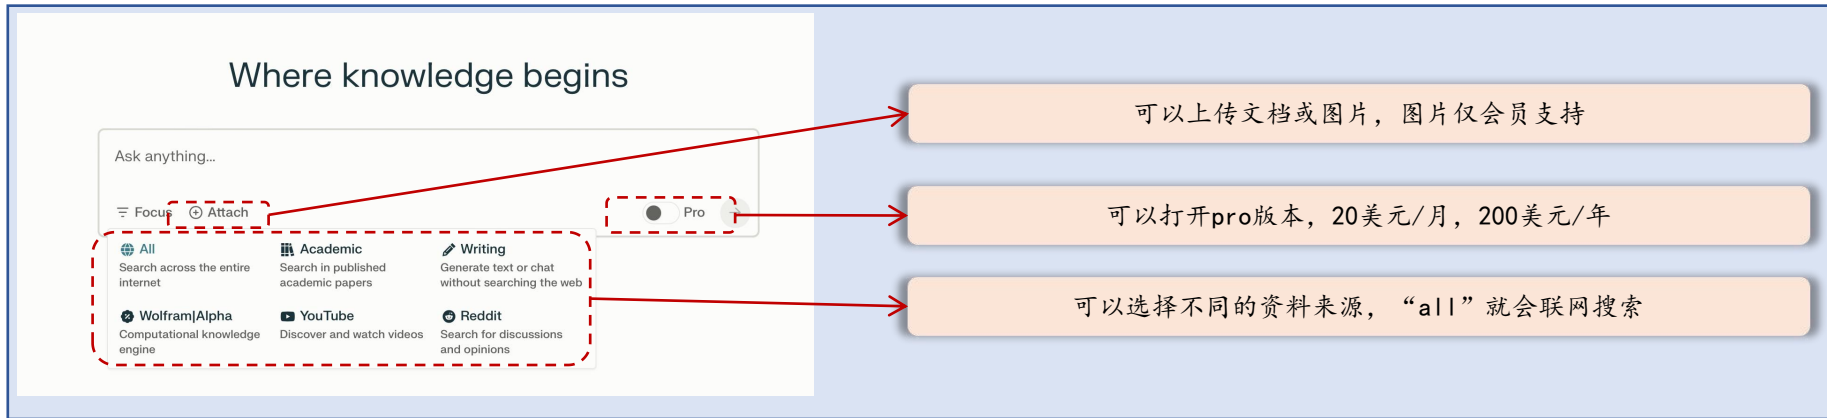 Where knowledge begins
Ask anything...
Focus
Attach
Pro
All
Search across the entire
internet
Academic
Search in published
academic papers
Writing
Generate text or chat
without searching the web
Wolfram|Alpha
Computational knowledge
engine
YouTube
Discover and watch videos
Reddit
Search for discussions
and opinions
可以上传文档或图片，图片仅会员支持
可以打开pro版本，20美元/月，200美元/年
可以选择不同的资料来源，“all”就会联网搜索